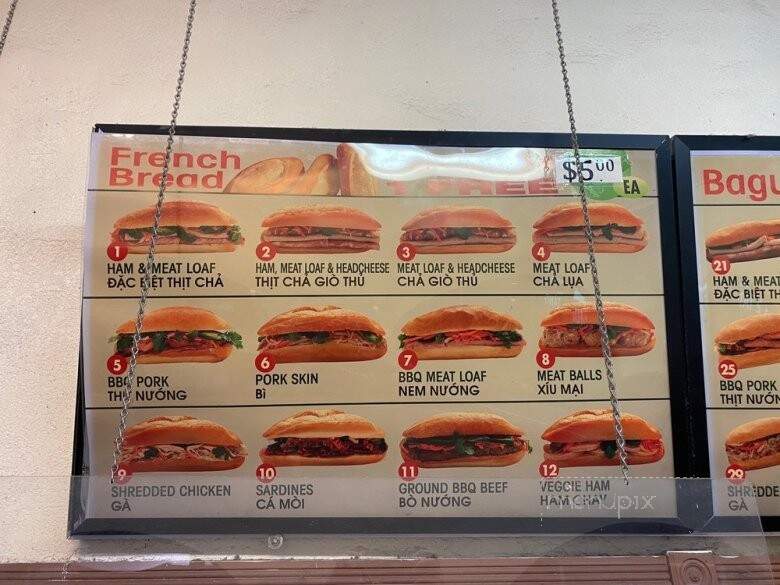 French
Bread
$5.00
EA
1
HAM & MEAT LOAF
ĐẶC BIỆT THỊT CHẢ
2
HAM, MEAT LOAF & HEADCHEESE
THỊT CHẢ GIÒ THỦ
3
MEAT LOAF & HEADCHEESE
CHẢ GIÒ THỦ
4
MEAT LOAF
CHẢ LỤA
5
BBQ PORK
THỊT NƯỚNG
6
PORK SKIN
BÌ
7
BBQ MEAT LOAF
NEM NƯỚNG
8
MEAT BALLS
XÍU MẠI
9
SHREDDED CHICKEN
GÀ
10
SARDINES
CÁ MÒI
11
GROUND BBQ BEEF
BÒ NƯỚNG
12
VEGGIE HAM
HAM CHAY
Bagu
21
HAM & MEAT
ĐẶC BIỆT TH
25
BBQ PORK
THỊT NƯỚN
29
SHREDDE
GÀ
menupix